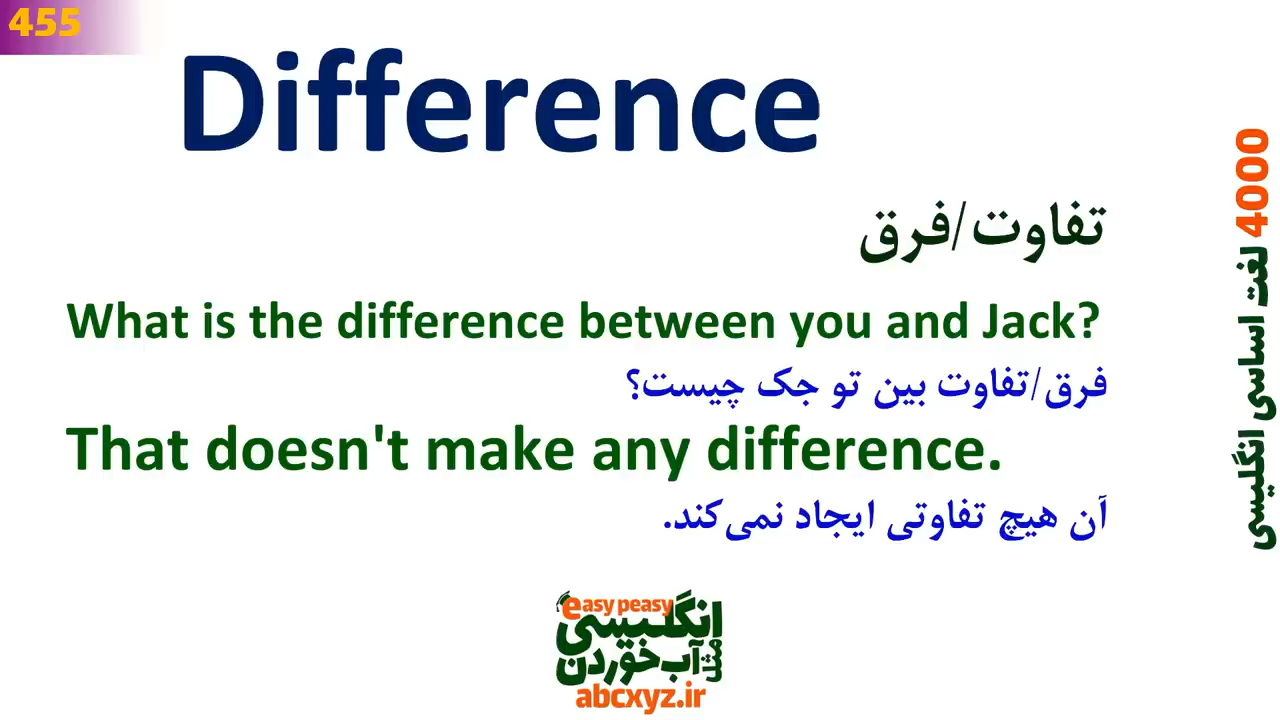 455
Difference
تفاوت/فرق
What is the difference between you and Jack?
فرق/تفاوت بین تو جک چیست؟
That doesn't make any difference.
آن هیچ تفاوتی ایجاد نمی‌کند.
4000 لغت اساسی انگلیسی
easy peasy
انگلیسی
مثل آب خوردن
abcxyz.ir